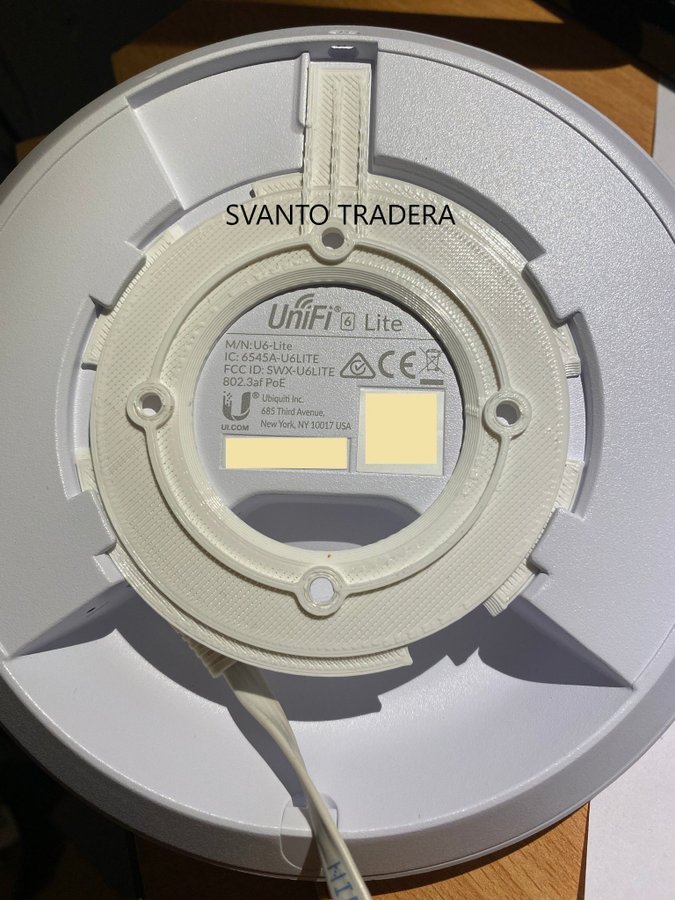 SVANTO TRADERA
UniFi® 6 Lite
M/N: U6-Lite
IC: 6545A-U6LITE
FCC ID: SWX-U6LITE
802.3af PoE
CE
U®
UI.COM
Ubiquiti Inc.
685 Third Avenue,
New York, NY 10017 USA